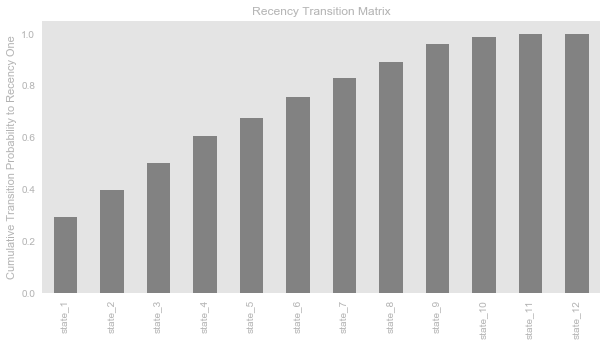 Recency Transition Matrix
Cumulative Transition Probability to Recency One
1.0
0.8
0.6
0.4
0.2
0.0
state_1
state_2
state_3
state_4
state_5
state_6
state_7
state_8
state_9
state_10
state_11
state_12